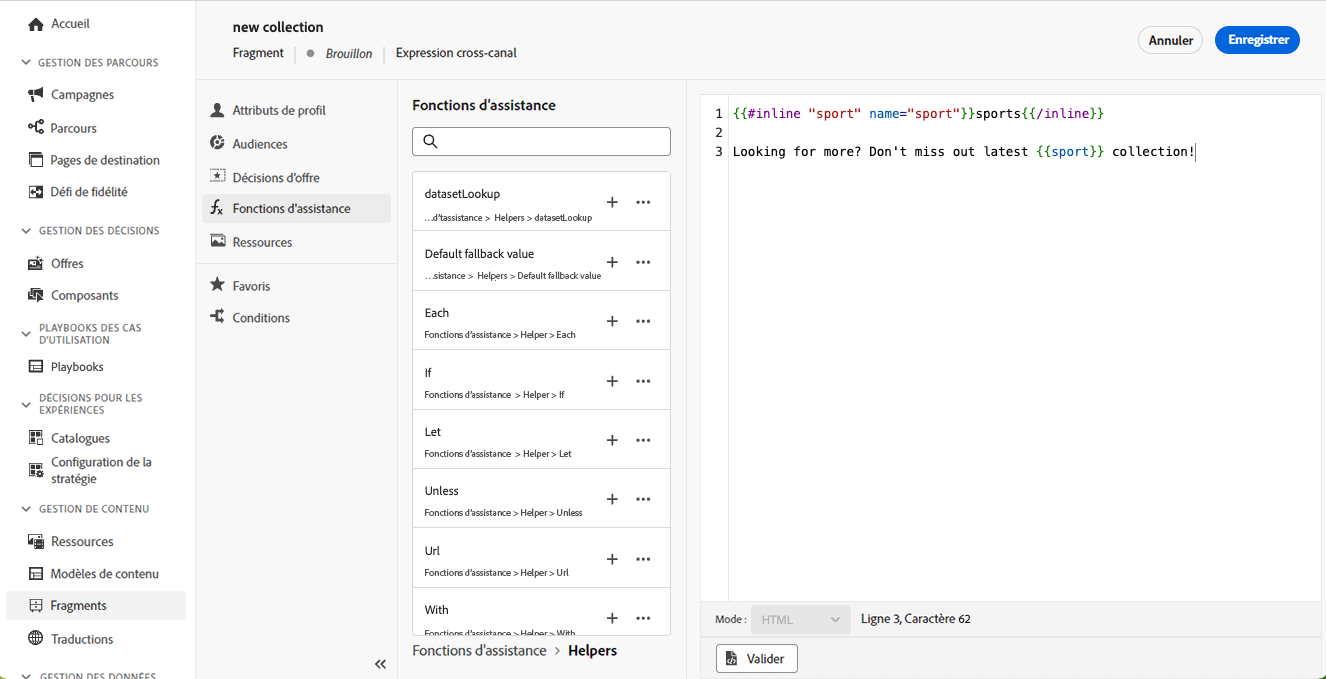 Accueil
GESTION DES PARCOURS
Campagnes
Parcours
Pages de destination
Défi de fidélité
GESTION DES DÉCISIONS
Offres
Composants
PLAYBOOKS DES CAS
D'UTILISATION
Playbooks
DÉCISIONS POUR LES
EXPÉRIENCES
Catalogues
Configuration de la
stratégie
GESTION DE CONTENU
Ressources
Modèles de contenu
Fragments
Traductions
GESTION DES DONNÉES
new collection
Fragment
Brouillon
Expression cross-canal
Annuler
Enregistrer
Attributs de profil
Audiences
Décisions d'offre
Fonctions d'assistance
Ressources
Favoris
Conditions
Fonctions d'assistance
datasetLookup
...d'tassistance > Helpers > datasetLookup
Default fallback value
...sistance > Helpers > Default fallback value
Each
Fonctions d'assistance > Helper > Each
If
Fonctions d'assistance > Helper > If
Let
Fonctions d'assistance > Helper > Let
Unless
Fonctions d'assistance > Helper > Unless
Url
Fonctions d'assistance > Helper > Url
With
Fonctions d'assistance > Helper > With
Fonctions d'assistance > Helpers
1 {{#inline "sport" name="sport"}}sports{{/inline}}
2
3 Looking for more? Don't miss out latest {{sport}} collection!
Mode : HTML Ligne 3, Caractère 62
Valider